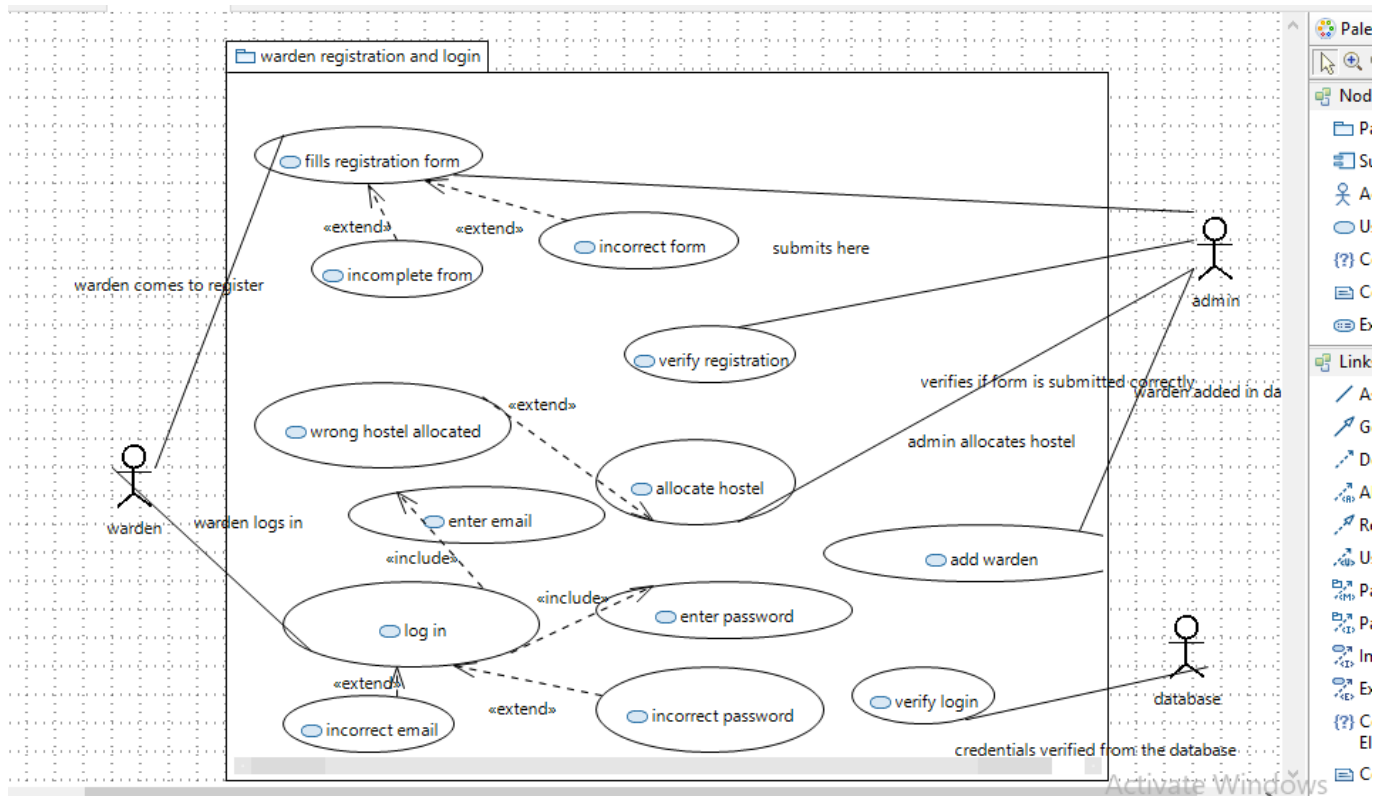 warden registration and login
Pale
Nod
fills registration form
Pa
Su
A
«extend»
«extend»
incorrect form
submits here
U
incomplete from
{?} C
warden comes to register
admin
C
Ex
verify registration
Link
verifies if form is submitted correctly
warden added in da
A
«extend»
wrong hostel allocated
admin allocates hostel
G
D
allocate hostel
A
warden
warden logs in
enter email
Re
«include»
add warden
U
Pa
«include»
enter password
Pa
log in
In
«extend»
«extend»
incorrect email
incorrect password
verify login
database
Ex
{?} C
El
credentials verified from the database
C
Activate Windows